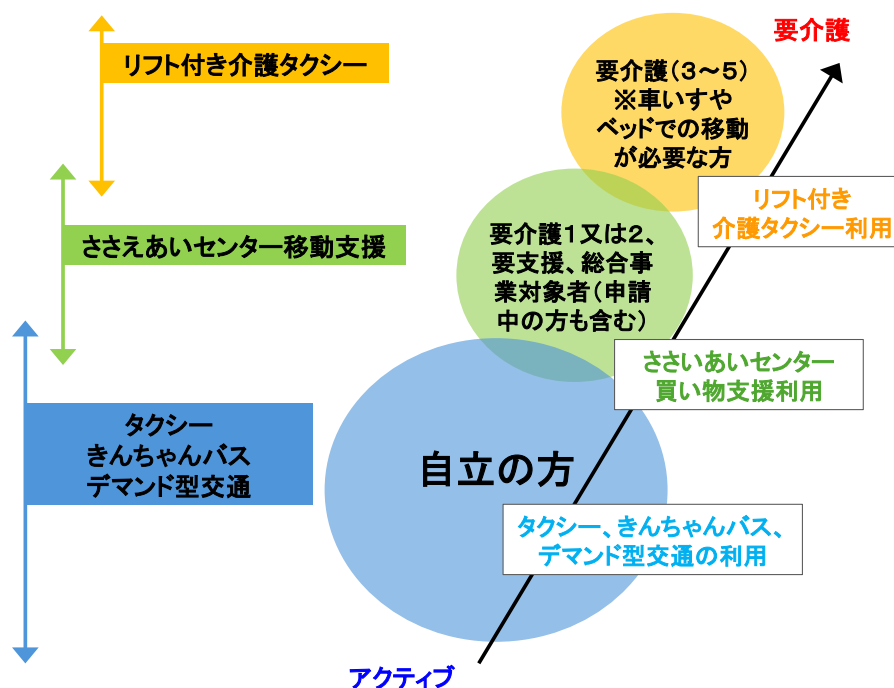 要介護
リフト付き介護タクシー
要介護(3～5)
※車いすや
ベッドでの移動
が必要な方
リフト付き
介護タクシー利用
ささえあいセンター移動支援
要介護1又は2、
要支援、総合事
業対象者(申請
中の方も含む)
ささいあいセンター
買い物支援利用
タクシー
きんちゃんバス
デマンド型交通
自立の方
タクシー、きんちゃんバス、
デマンド型交通の利用
アクティブ